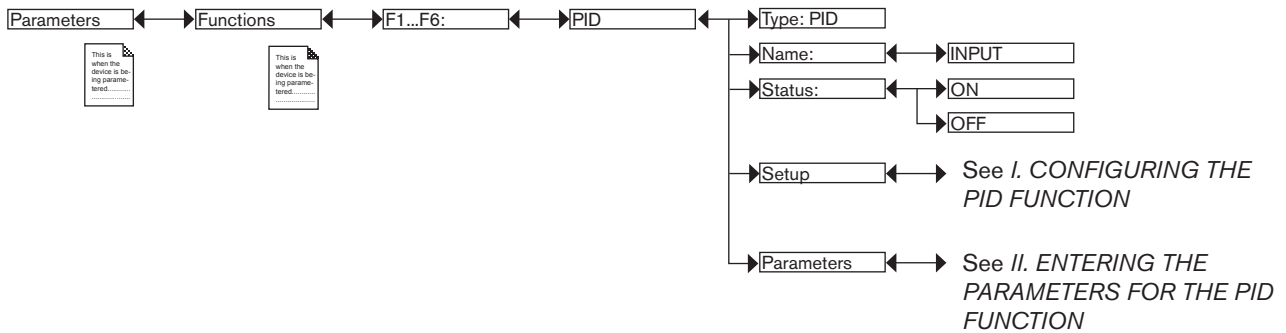 Parameters
Functions
F1...F6:
PID
Type: PID
Name:
INPUT
Status:
ON
OFF
This is
when the
device is be-
ing parame-
tered...........
...................
This is
when the
device is be-
ing parame-
tered...........
...................
Setup
See I. CONFIGURING THE
PID FUNCTION
Parameters
See II. ENTERING THE
PARAMETERS FOR THE PID
FUNCTION